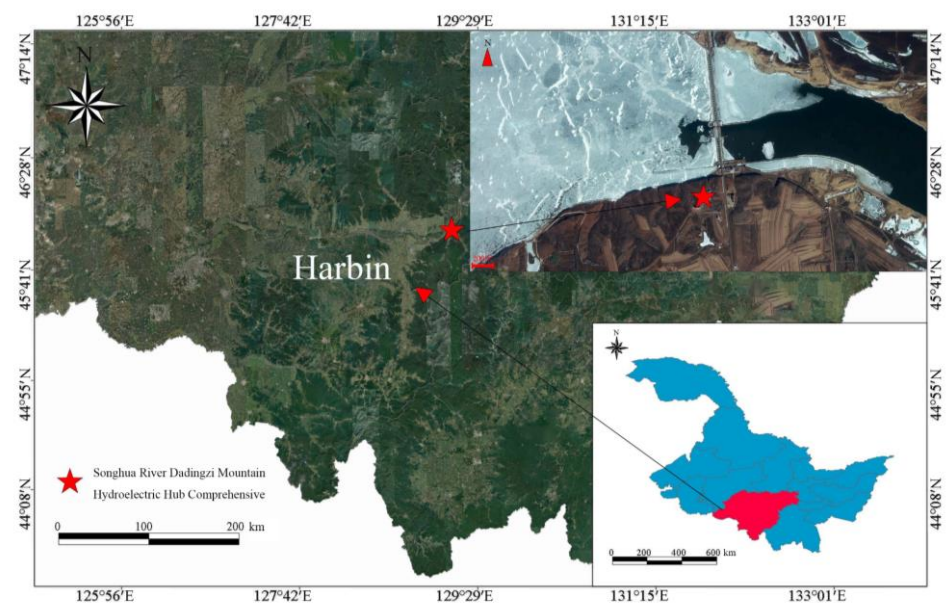 125°56′E 127°42′E 129°29′E 131°15′E 133°01′E
47°14′N
46°28′N
45°41′N
44°55′N
44°08′N
N
N
47°14′N
46°28′N
45°41′N
44°55′N
44°08′N
Harbin
N
Songhua River Dadingzi Mountain
Hydroelectric Hub Comprehensive
0 100 200 km
0 200 400 600 km
125°56′E 127°42′E 129°29′E 131°15′E 133°01′E